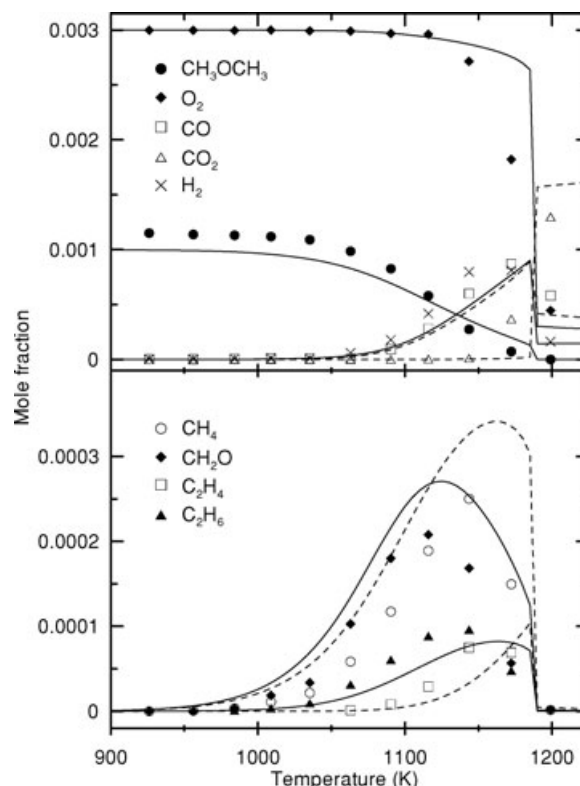 0.003
CH₃OCH₃
O₂
CO
0.002
CO₂
H₂
0.001
0
Mole fraction
CH₄
0.0003
CH₂O
C₂H₄
C₂H₆
0.0002
0.0001
0
900 1000 1100 1200
Temperature (K)